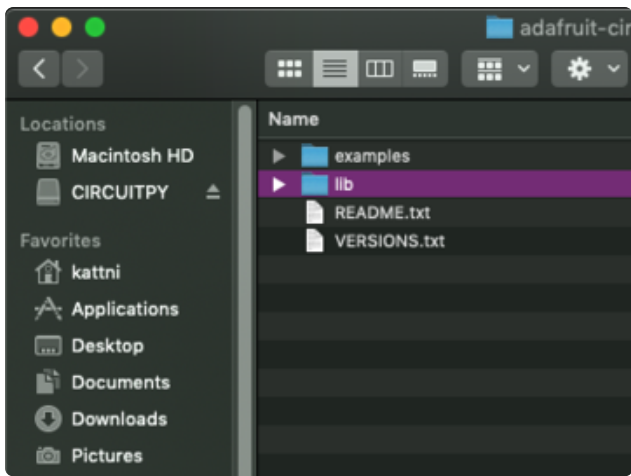 adafruit-cir
Locations
Macintosh HD
CIRCUITPY
Favorites
kattni
Applications
Desktop
Documents
Downloads
Pictures
Name
examples
lib
README.txt
VERSIONS.txt